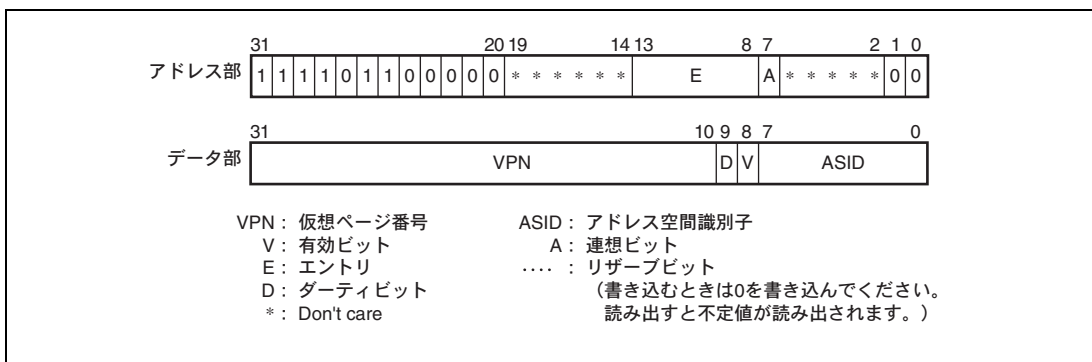 31 20 19 14 13 8 7 2 1 0
アドレス部 1 1 1 1 0 1 1 0 0 0 0 0 * * * * * * E A * * * * * 0 0
31 10 9 8 7 0
データ部 VPN D V ASID
VPN： 仮想ページ番号 ASID： アドレス空間識別子
V： 有効ビット A： 連想ビット
E： エントリ ‥‥ ： リザーブビット
D： ダーティビット （書き込むときは0を書き込んでください。
*： Don't care 読み出すと不定値が読み出されます。）